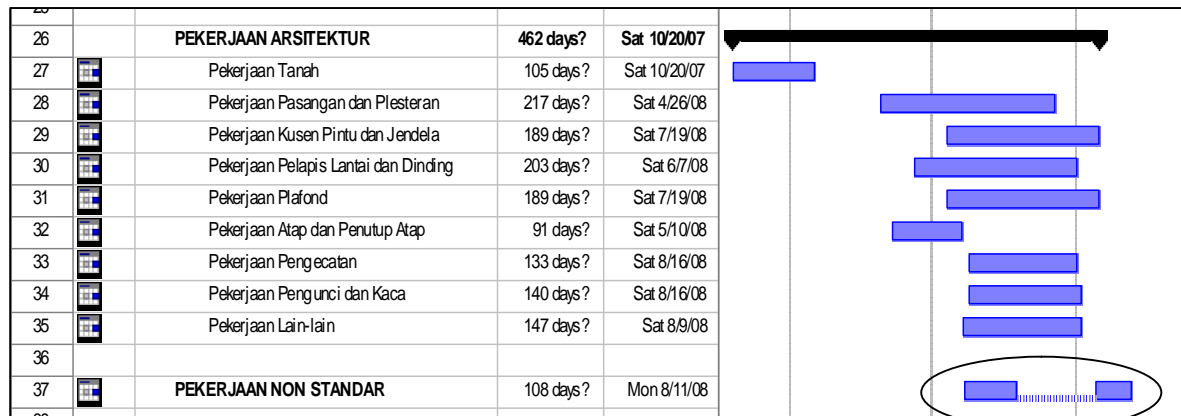 26 PEKERJAAN ARSITEKTUR 462 days? Sat 10/20/07
27 Pekerjaan Tanah 105 days? Sat 10/20/07
28 Pekerjaan Pasangan dan Plesteran 217 days? Sat 4/26/08
29 Pekerjaan Kusen Pintu dan Jendela 189 days? Sat 7/19/08
30 Pekerjaan Pelapis Lantai dan Dinding 203 days? Sat 6/7/08
31 Pekerjaan Plafond 189 days? Sat 7/19/08
32 Pekerjaan Atap dan Penutup Atap 91 days? Sat 5/10/08
33 Pekerjaan Pengecatan 133 days? Sat 8/16/08
34 Pekerjaan Pengunci dan Kaca 140 days? Sat 8/16/08
35 Pekerjaan Lain-lain 147 days? Sat 8/9/08
36
37 PEKERJAAN NON STANDAR 108 days? Mon 8/11/08